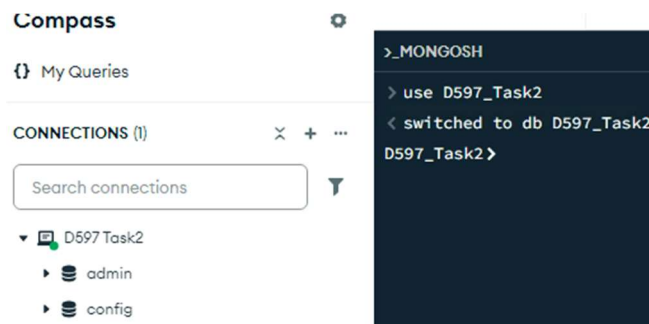 Compass
{} My Queries
CONNECTIONS (1)
Search connections
D597 Task2
admin
config
>_MONGOSH
> use D597_Task2
< switched to db D597_Task2
D597_Task2>